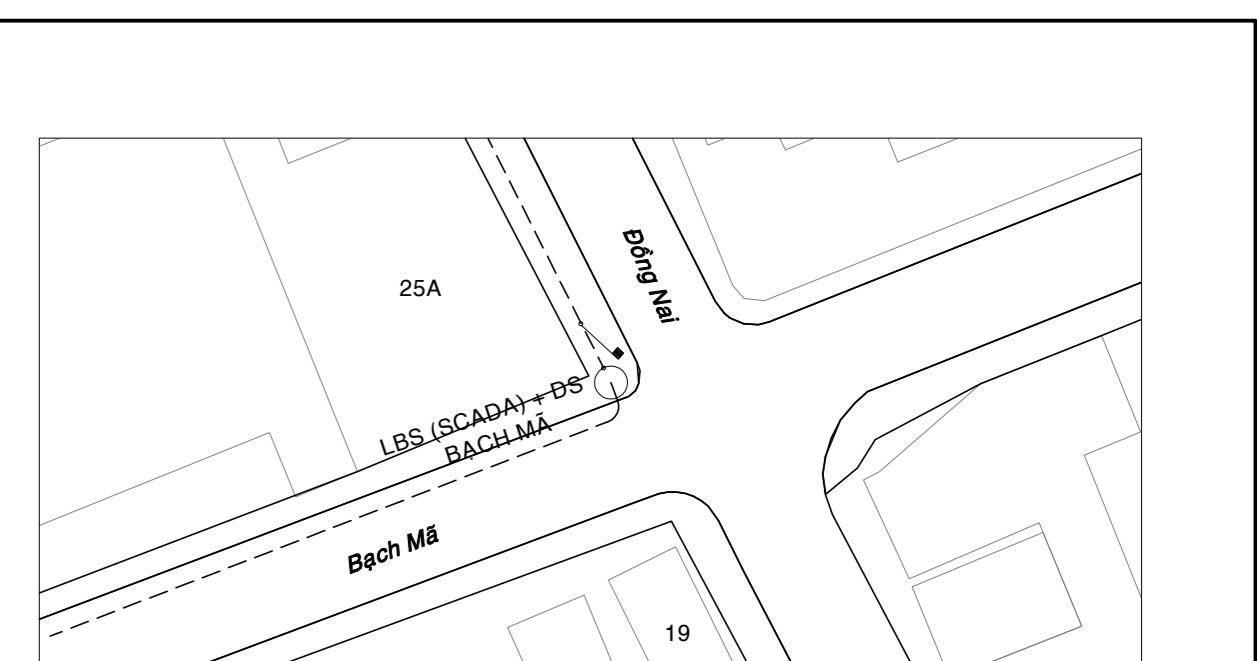 Đồng Nai
25A
LBS (SCADA) + DS
BẠCH MÃ
Bạch Mã
19